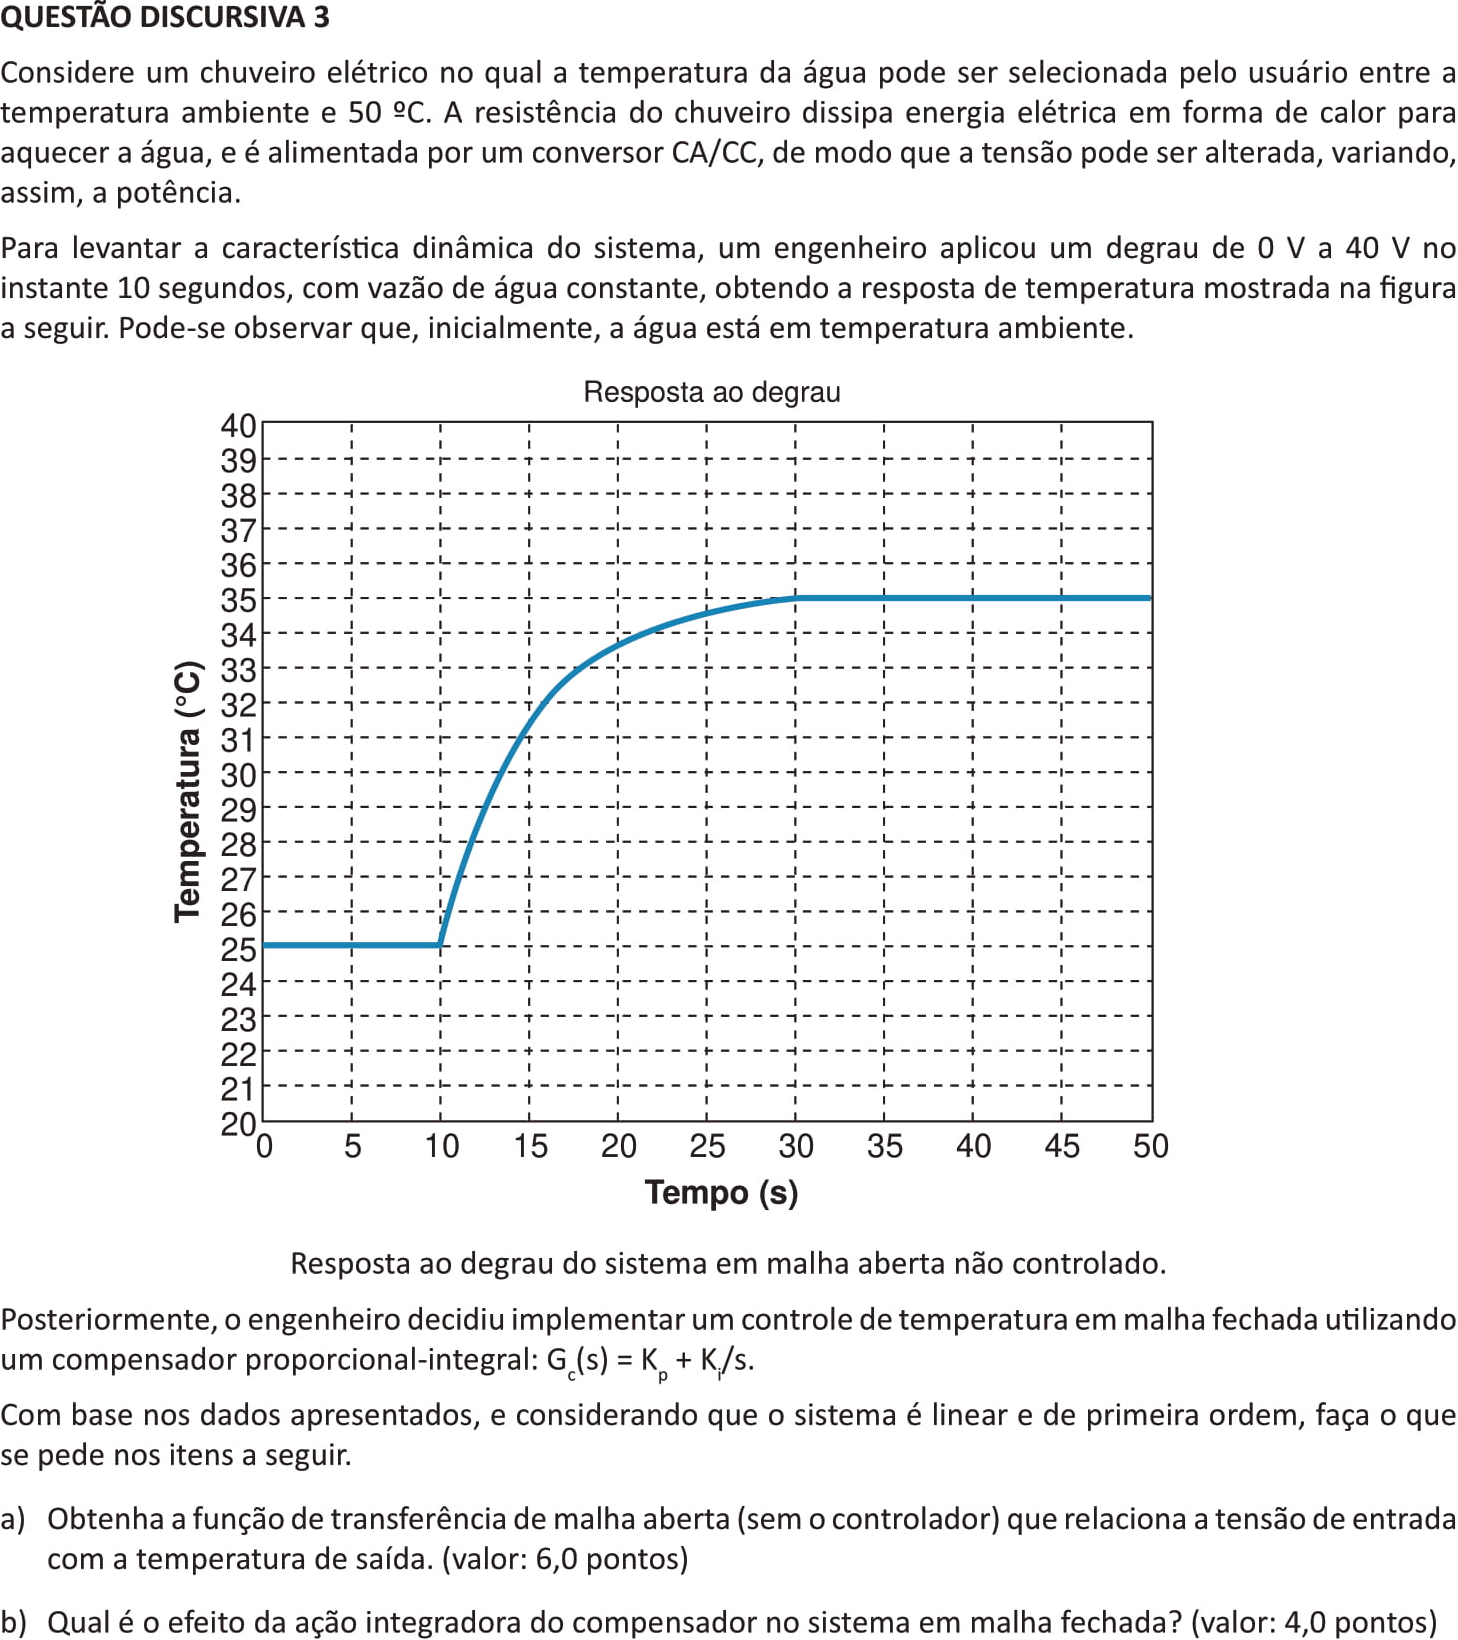 QUESTÃO DISCURSIVA 3
Considere um chuveiro elétrico no qual a temperatura da água pode ser selecionada pelo usuário entre a
temperatura ambiente e 50 ºC. A resistência do chuveiro dissipa energia elétrica em forma de calor para
aquecer a água, e é alimentada por um conversor CA/CC, de modo que a tensão pode ser alterada, variando,
assim, a potência.
Para levantar a característica dinâmica do sistema, um engenheiro aplicou um degrau de 0 V a 40 V no
instante 10 segundos, com vazão de água constante, obtendo a resposta de temperatura mostrada na figura
a seguir. Pode-se observar que, inicialmente, a água está em temperatura ambiente.
Resposta ao degrau
40
39
38
37
36
35
34
33
32
31
30
29
28
27
26
25
24
23
22
21
20
Temperatura (°C)
0 5 10 15 20 25 30 35 40 45 50
Tempo (s)
Resposta ao degrau do sistema em malha aberta não controlado.
Posteriormente, o engenheiro decidiu implementar um controle de temperatura em malha fechada utilizando
um compensador proporcional-integral: G_c(s) = K_p + K_i/s.
Com base nos dados apresentados, e considerando que o sistema é linear e de primeira ordem, faça o que
se pede nos itens a seguir.
a) Obtenha a função de transferência de malha aberta (sem o controlador) que relaciona a tensão de entrada
com a temperatura de saída. (valor: 6,0 pontos)
b) Qual é o efeito da ação integradora do compensador no sistema em malha fechada? (valor: 4,0 pontos)